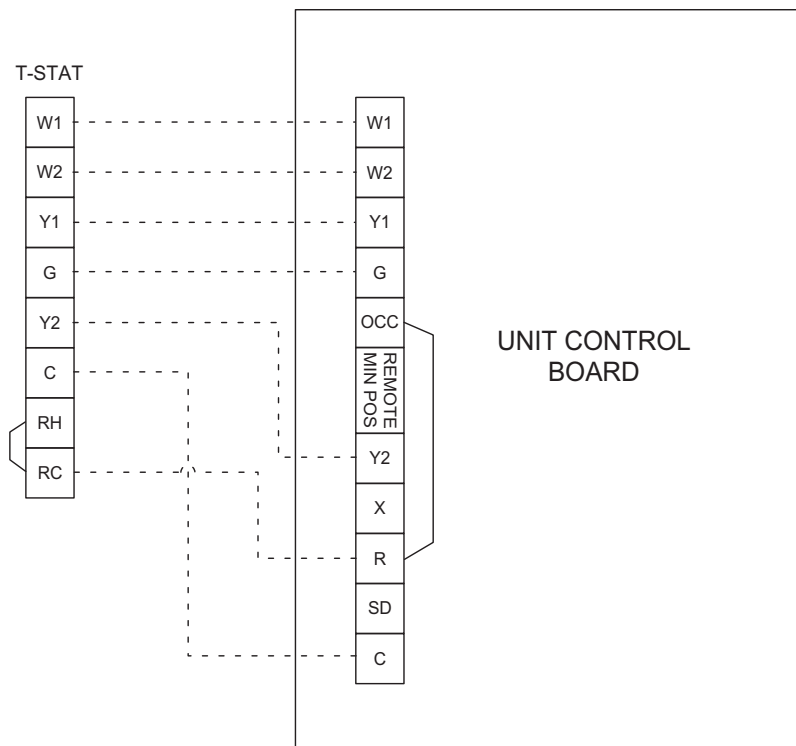 T-STAT
W1
W2
Y1
G
Y2
C
RH
RC
W1
W2
Y1
G
OCC
REMOTE
MIN POS
Y2
X
R
SD
C
UNIT CONTROL
BOARD